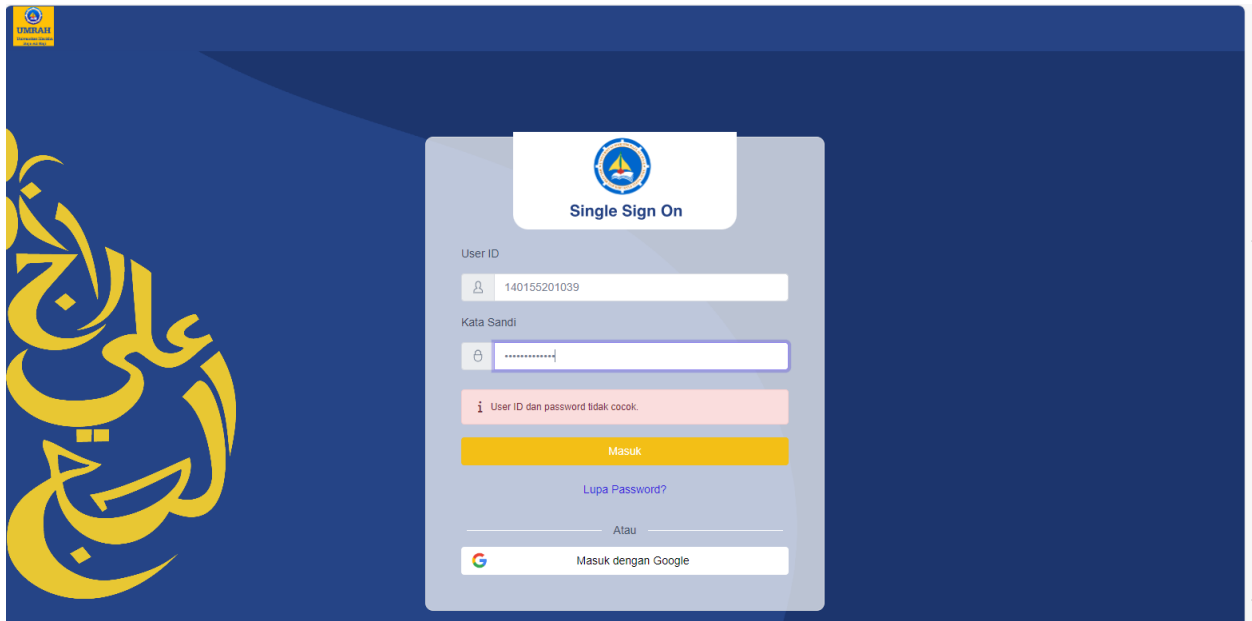 UMRAH
Single Sign On
User ID
140155201039
Kata Sandi
User ID dan password tidak cocok.
Masuk
Lupa Password?
Atau
Masuk dengan Google